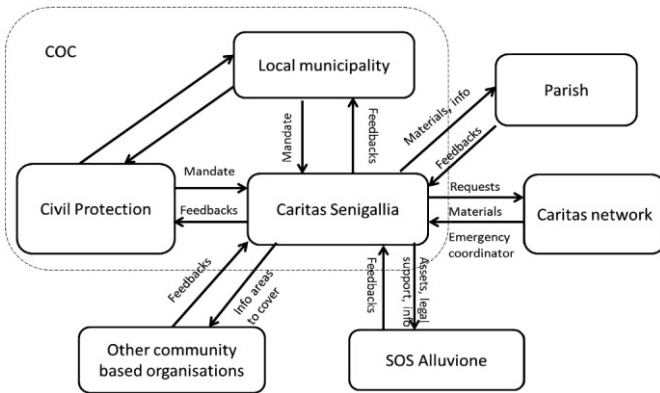 COC
Local municipality
Parish
Materials, info
Feedbacks
Mandate
Feedbacks
Mandate
Feedbacks
Civil Protection
Caritas Senigallia
Requests
Materials
Emergency
coordinator
Caritas network
Feedbacks
Info areas
to cover
Feedbacks
Assets, legal
support, info
Other community
based organisations
SOS Alluvione